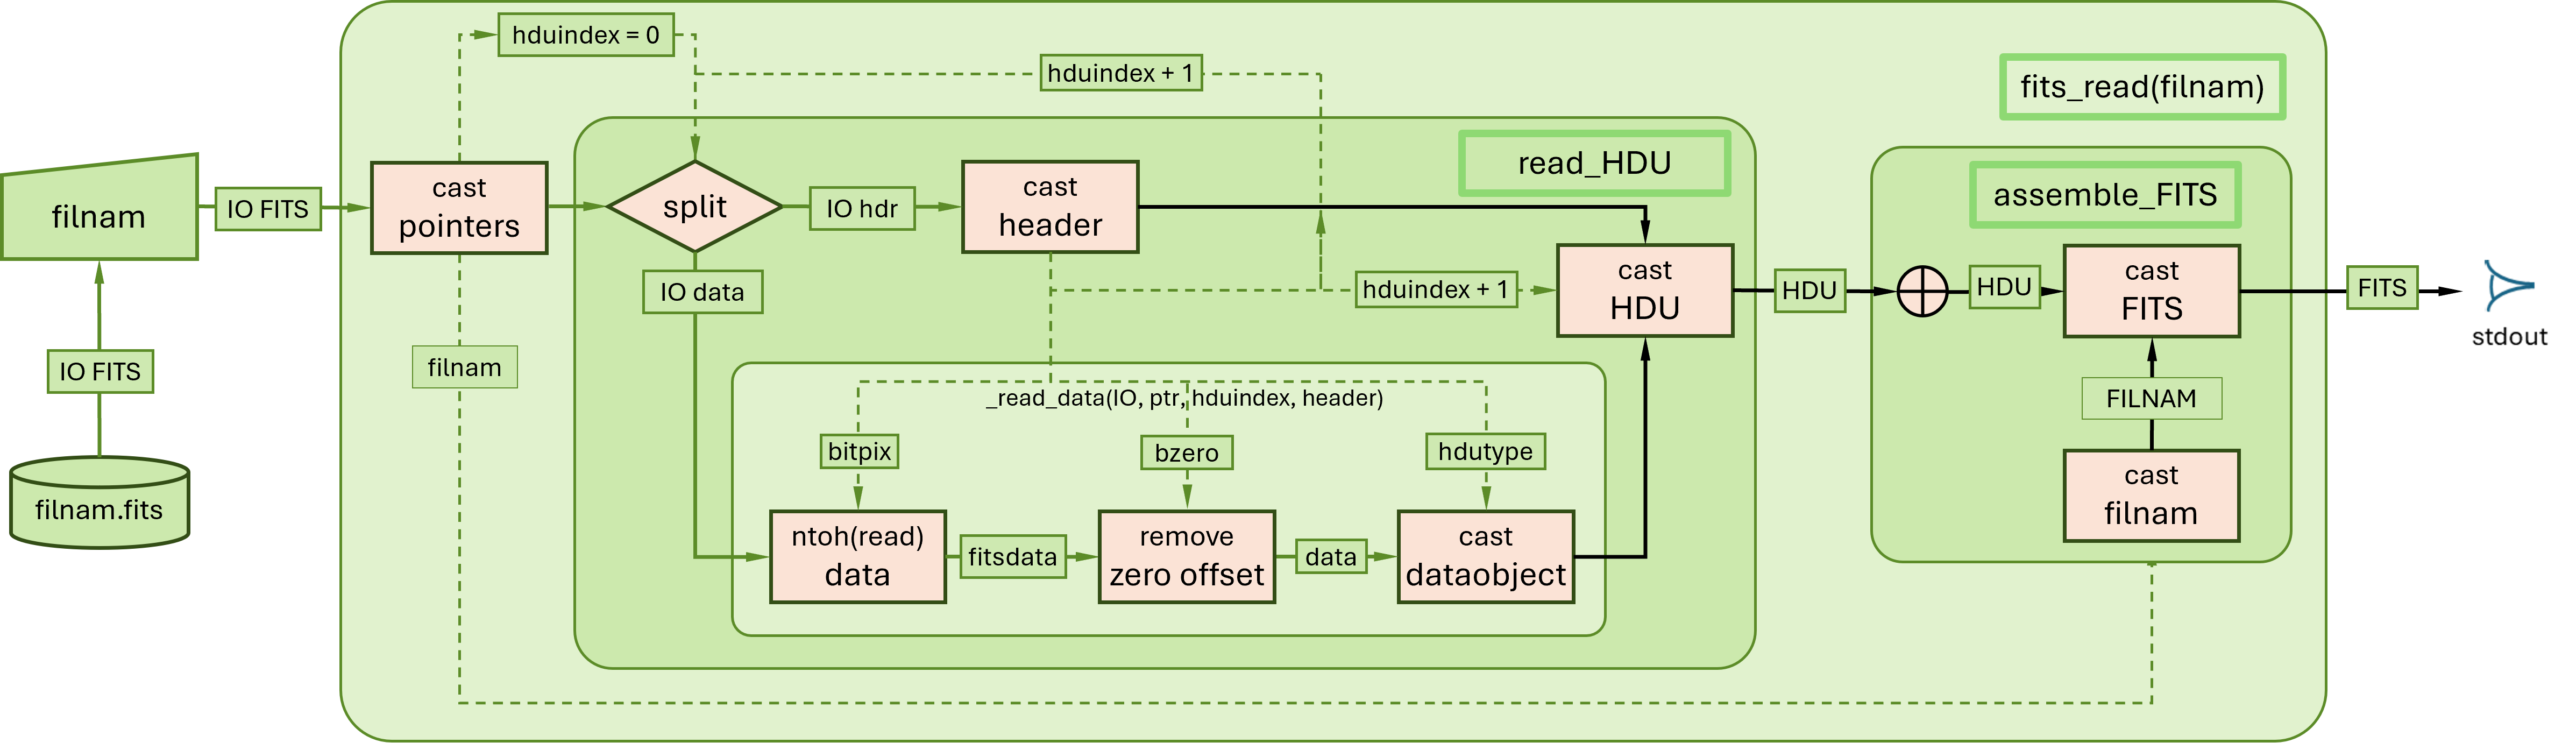 hduindex = 0
hduindex + 1
fits_read(filnam)
read_HDU
assemble_FITS
filnam
IO FITS
cast
pointers
split
IO hdr
cast
header
IO data
hduindex + 1
cast
HDU
HDU
HDU
cast
FITS
FITS
stdout
IO FITS
filnam
FILNAM
_read_data(IO, ptr, hduindex, header)
bitpix
bzero
hdutype
filnam.fits
cast
filnam
ntoh(read)
data
fitsdata
remove
zero offset
data
cast
dataobject